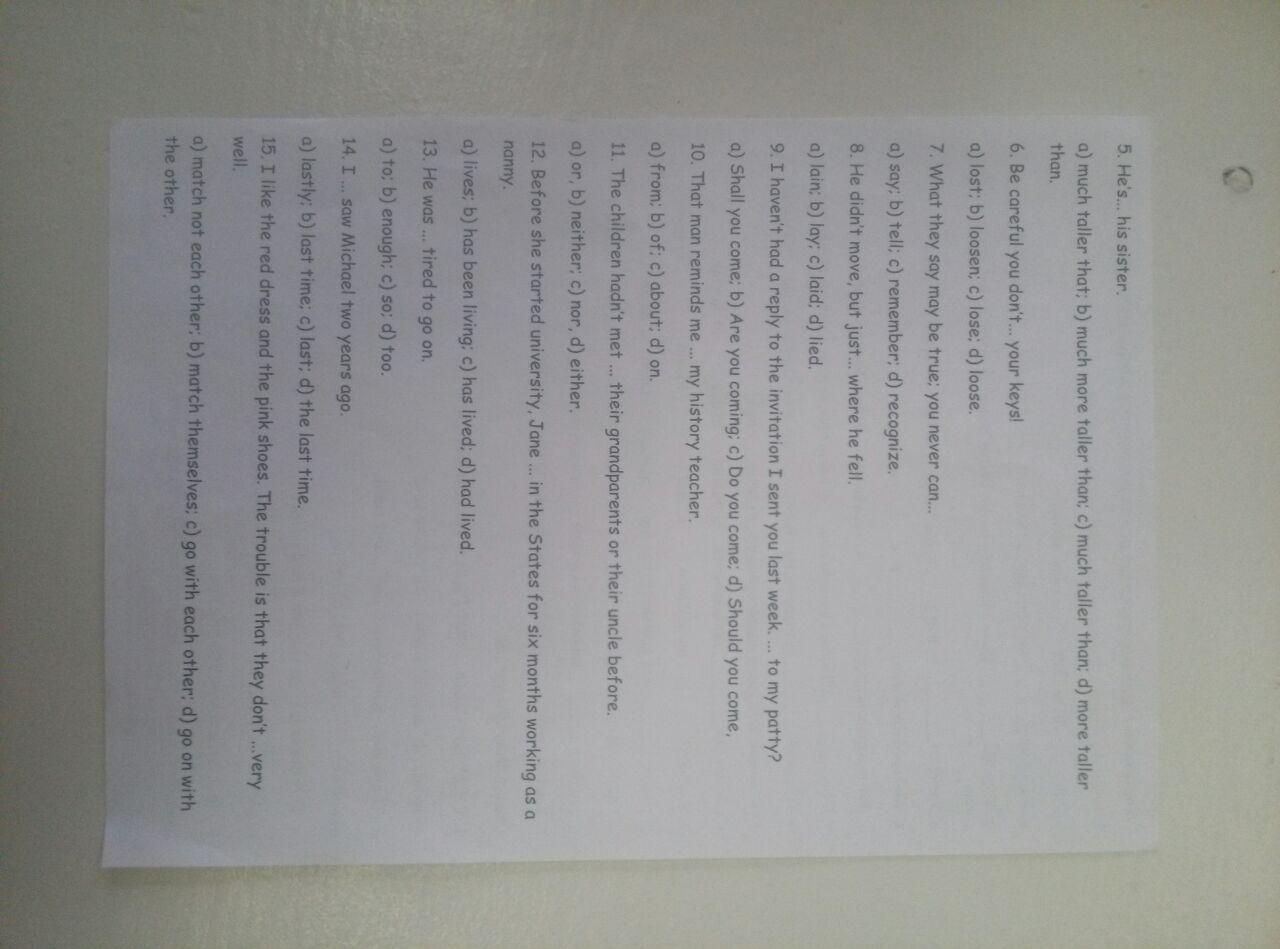 5. He's... his sister.
a) much taller that; b) much more taller than; c) much taller than; d) more taller
than.
6. Be careful you don't... your keys!
a) lost; b) loosen; c) lose; d) loose.
7. What they say may be true; you never can...
a) say; b) tell; c) remember; d) recognize.
8. He didn't move, but just... where he fell.
a) lain; b) lay; c) laid; d) lied.
9. I haven't had a reply to the invitation I sent you last week. ... to my patty?
a) Shall you come; b) Are you coming; c) Do you come; d) Should you come,
10. That man reminds me ... my history teacher.
a) from; b) of; c) about; d) on.
11. The children hadn't met ... their grandparents or their uncle before.
a) or, b) neither; c) nor, d) either.
12. Before she started university, Jane ... in the States for six months working as a
nanny.
a) lives; b) has been living; c) has lived; d) had lived.
13. He was ... tired to go on.
a) to; b) enough; c) so; d) too.
14. I ... saw Michael two years ago.
a) lastly; b) last time; c) last; d) the last time.
15. I like the red dress and the pink shoes. The trouble is that they don't ...very
well.
a) match not each other; b) match themselves; c) go with each other; d) go on with
the other.